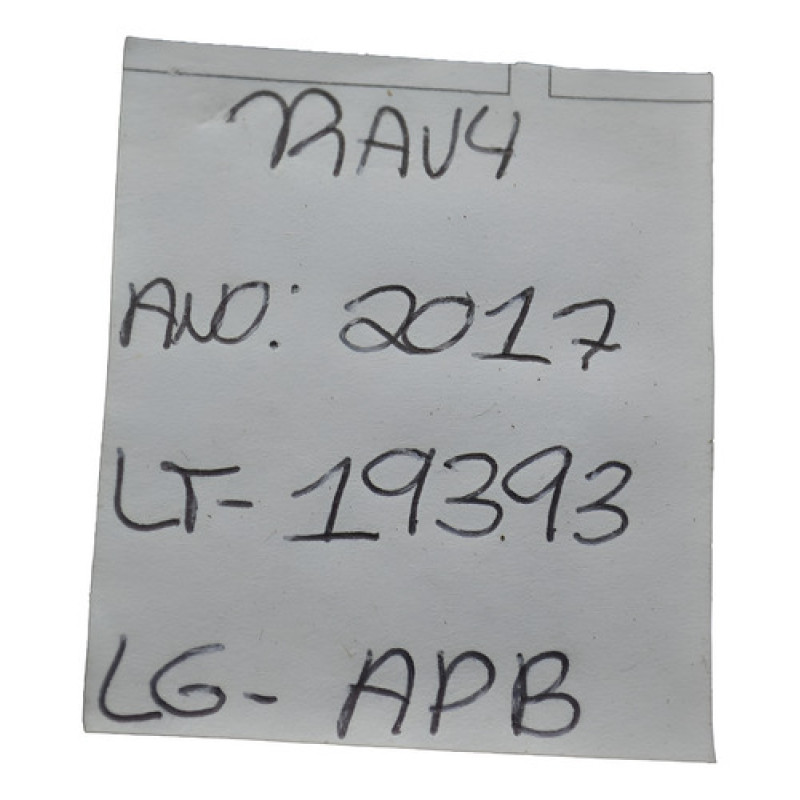 RAV4
ANO: 2017
LT- 19393
LG- APB